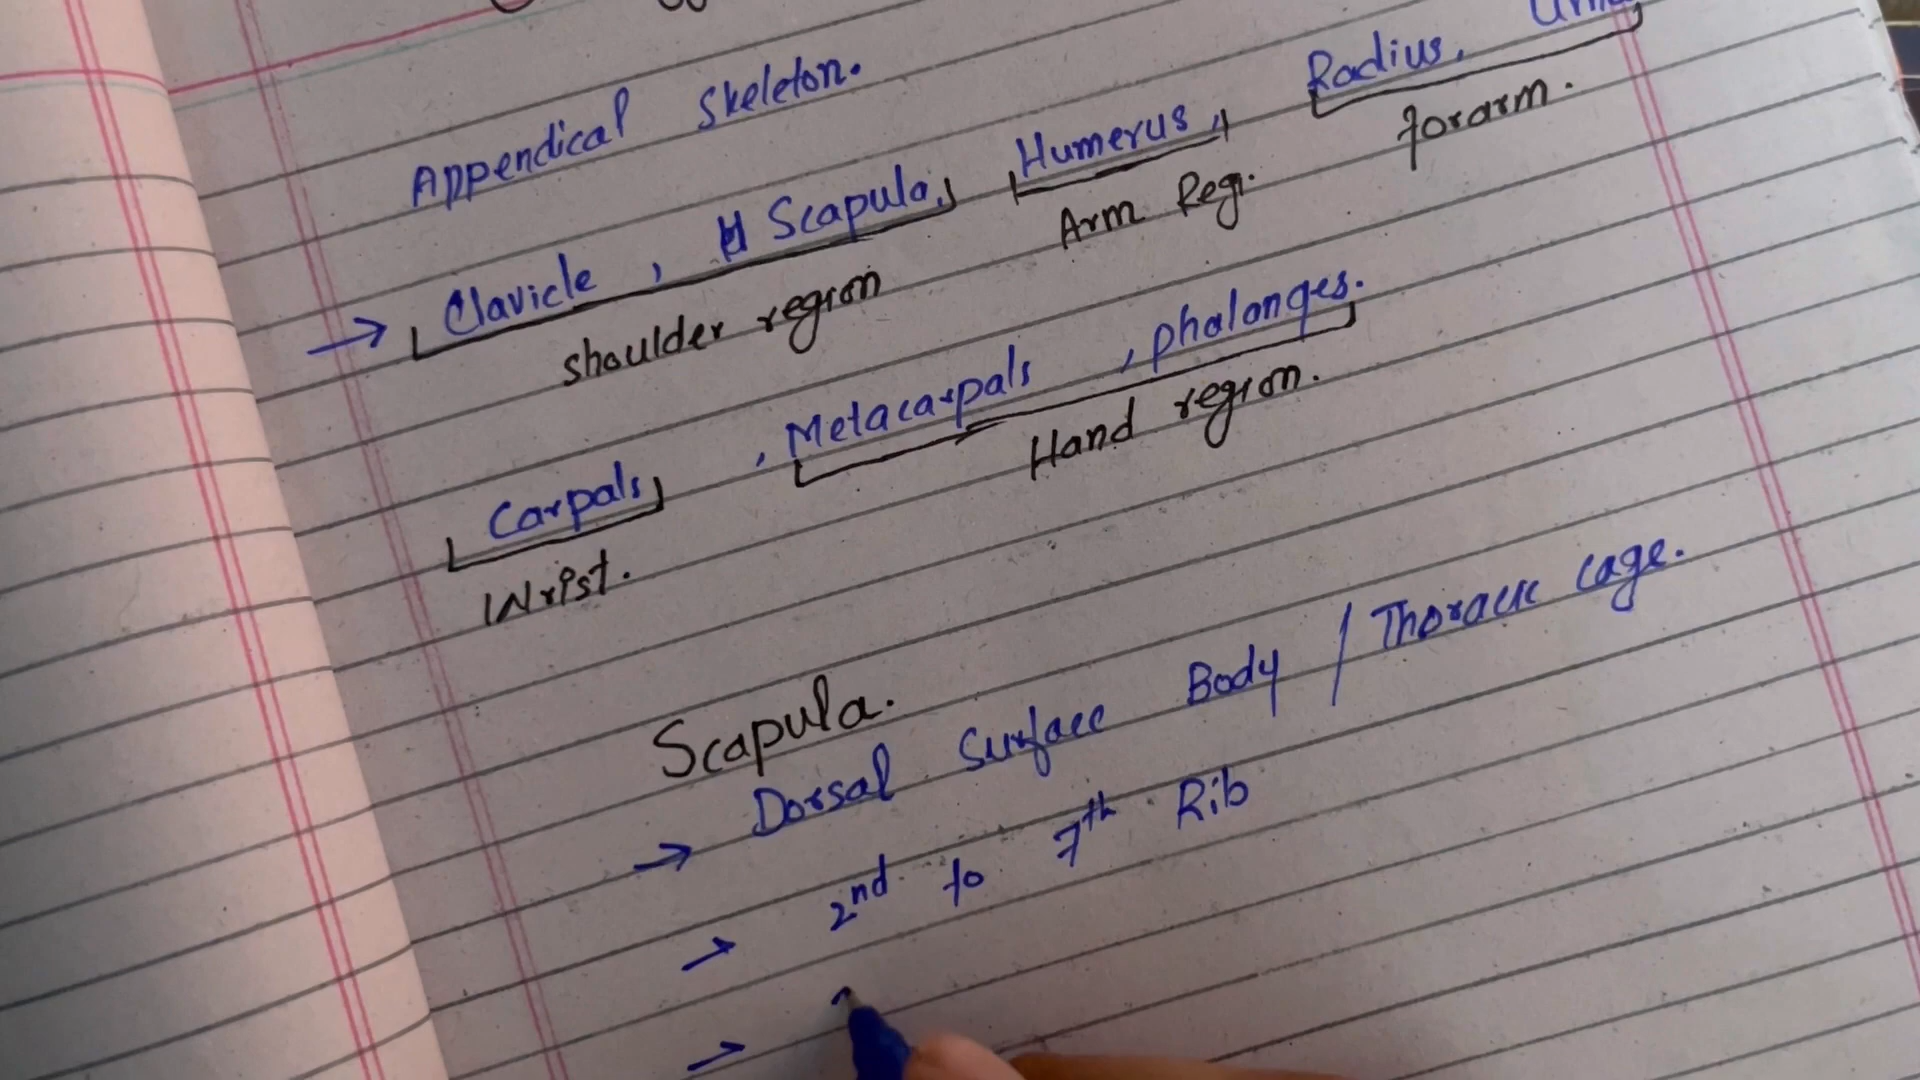 Appendical Skeleton.
→ Clavicle, Scapula, Humerus, Radius,
shoulder region Arm Reg. forarm.
Carpals, Metacarpals, phalanges.
Wrist. Hand region.
Scapula.
→ Dorsal Surface Body / Thoracic cage.
→ 2nd to 7th Rib
→